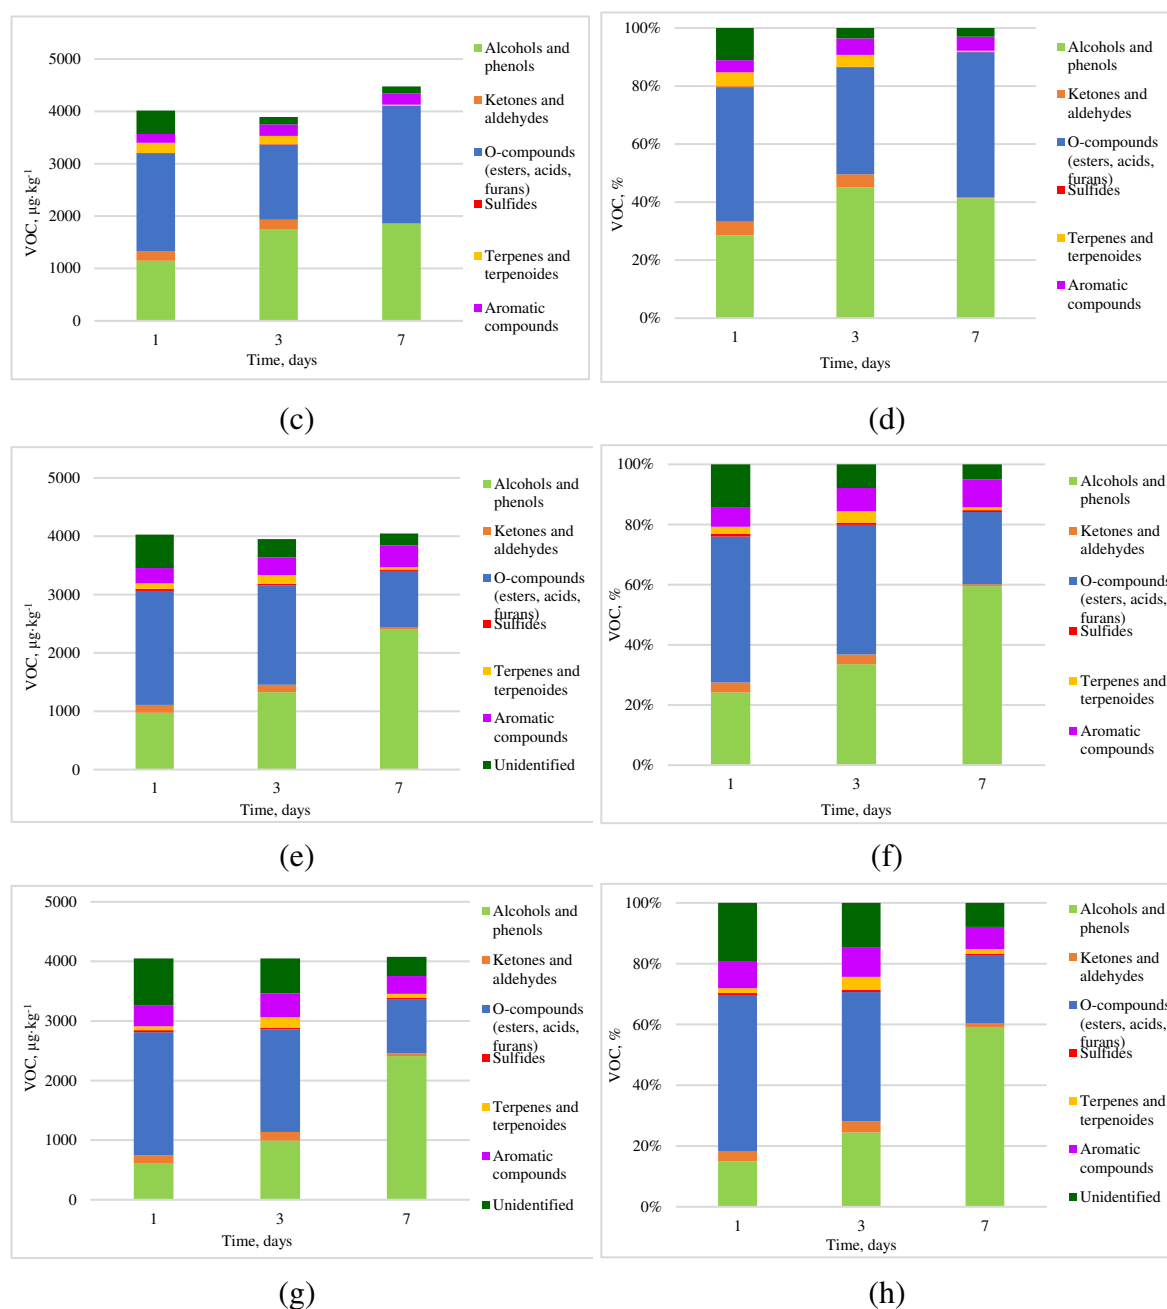 5000
4000
3000
2000
1000
0
VOC, µg·kg⁻¹
1
3
7
Time, days
Alcohols and
phenols
Ketones and
aldehydes
O-compounds
(esters, acids,
furans)
Sulfides
Terpenes and
terpenoides
Aromatic
compounds
(c)
100%
80%
60%
40%
20%
0%
VOC, %
1
3
7
Time, days
Alcohols and
phenols
Ketones and
aldehydes
O-compounds
(esters, acids,
furans)
Sulfides
Terpenes and
terpenoides
Aromatic
compounds
(d)
5000
4000
3000
2000
1000
0
VOC, µg·kg⁻¹
1
3
7
Time, days
Alcohols and
phenols
Ketones and
aldehydes
O-compounds
(esters, acids,
furans)
Sulfides
Terpenes and
terpenoides
Aromatic
compounds
Unidentified
(e)
100%
80%
60%
40%
20%
0%
VOC, %
1
3
7
Time, days
Alcohols and
phenols
Ketones and
aldehydes
O-compounds
(esters, acids,
furans)
Sulfides
Terpenes and
terpenoides
Aromatic
compounds
(f)
5000
4000
3000
2000
1000
0
VOC, µg·kg⁻¹
1
3
7
Time, days
Alcohols and
phenols
Ketones and
aldehydes
O-compounds
(esters, acids,
furans)
Sulfides
Terpenes and
terpenoides
Aromatic
compounds
Unidentified
(g)
100%
80%
60%
40%
20%
0%
VOC, %
1
3
7
Time, days
Alcohols and
phenols
Ketones and
aldehydes
O-compounds
(esters, acids,
furans)
Sulfides
Terpenes and
terpenoides
Aromatic
compounds
Unidentified
(h)